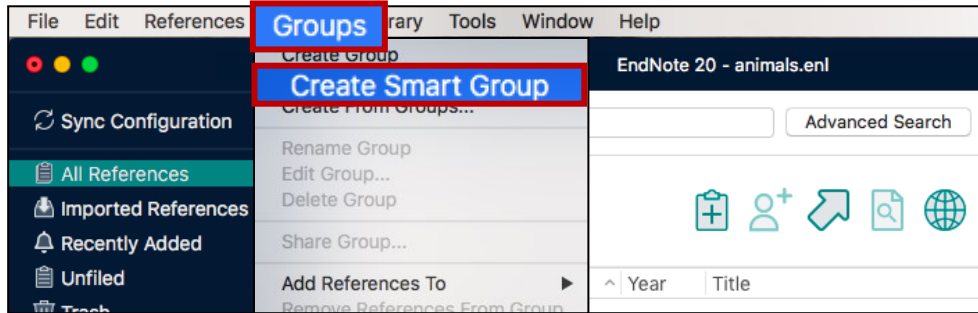 File Edit References Groups rary Tools Window Help
Create Group
EndNote 20 - animals.enl
Create Smart Group
Create From Groups...
Sync Configuration
Advanced Search
Rename Group
All References
Edit Group...
Delete Group
Imported References
Share Group...
Recently Added
Unfiled
Add References To
Year Title
Trash
Remove References From Group